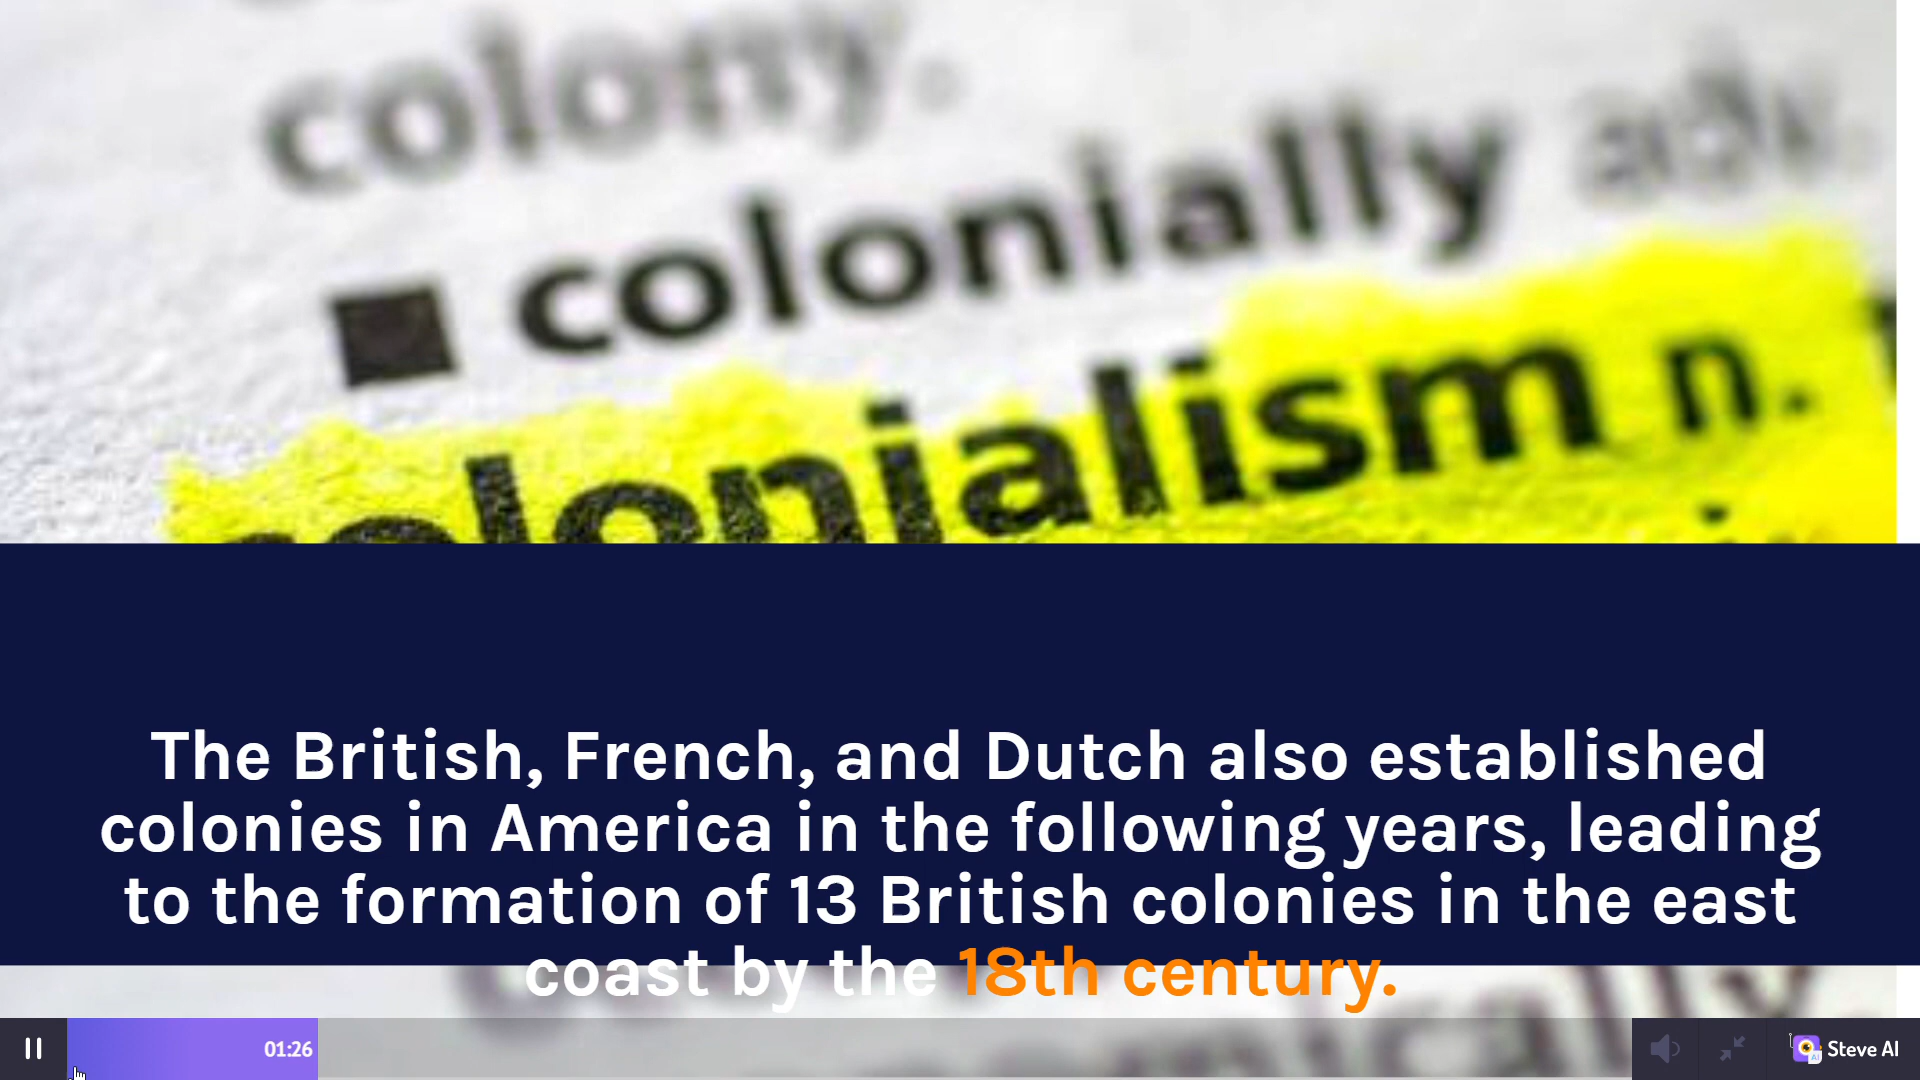 colony.
colonially adv.
colonialism n.
The British, French, and Dutch also established
colonies in America in the following years, leading
to the formation of 13 British colonies in the east
coast by the 18th century.
01:26
Steve AI